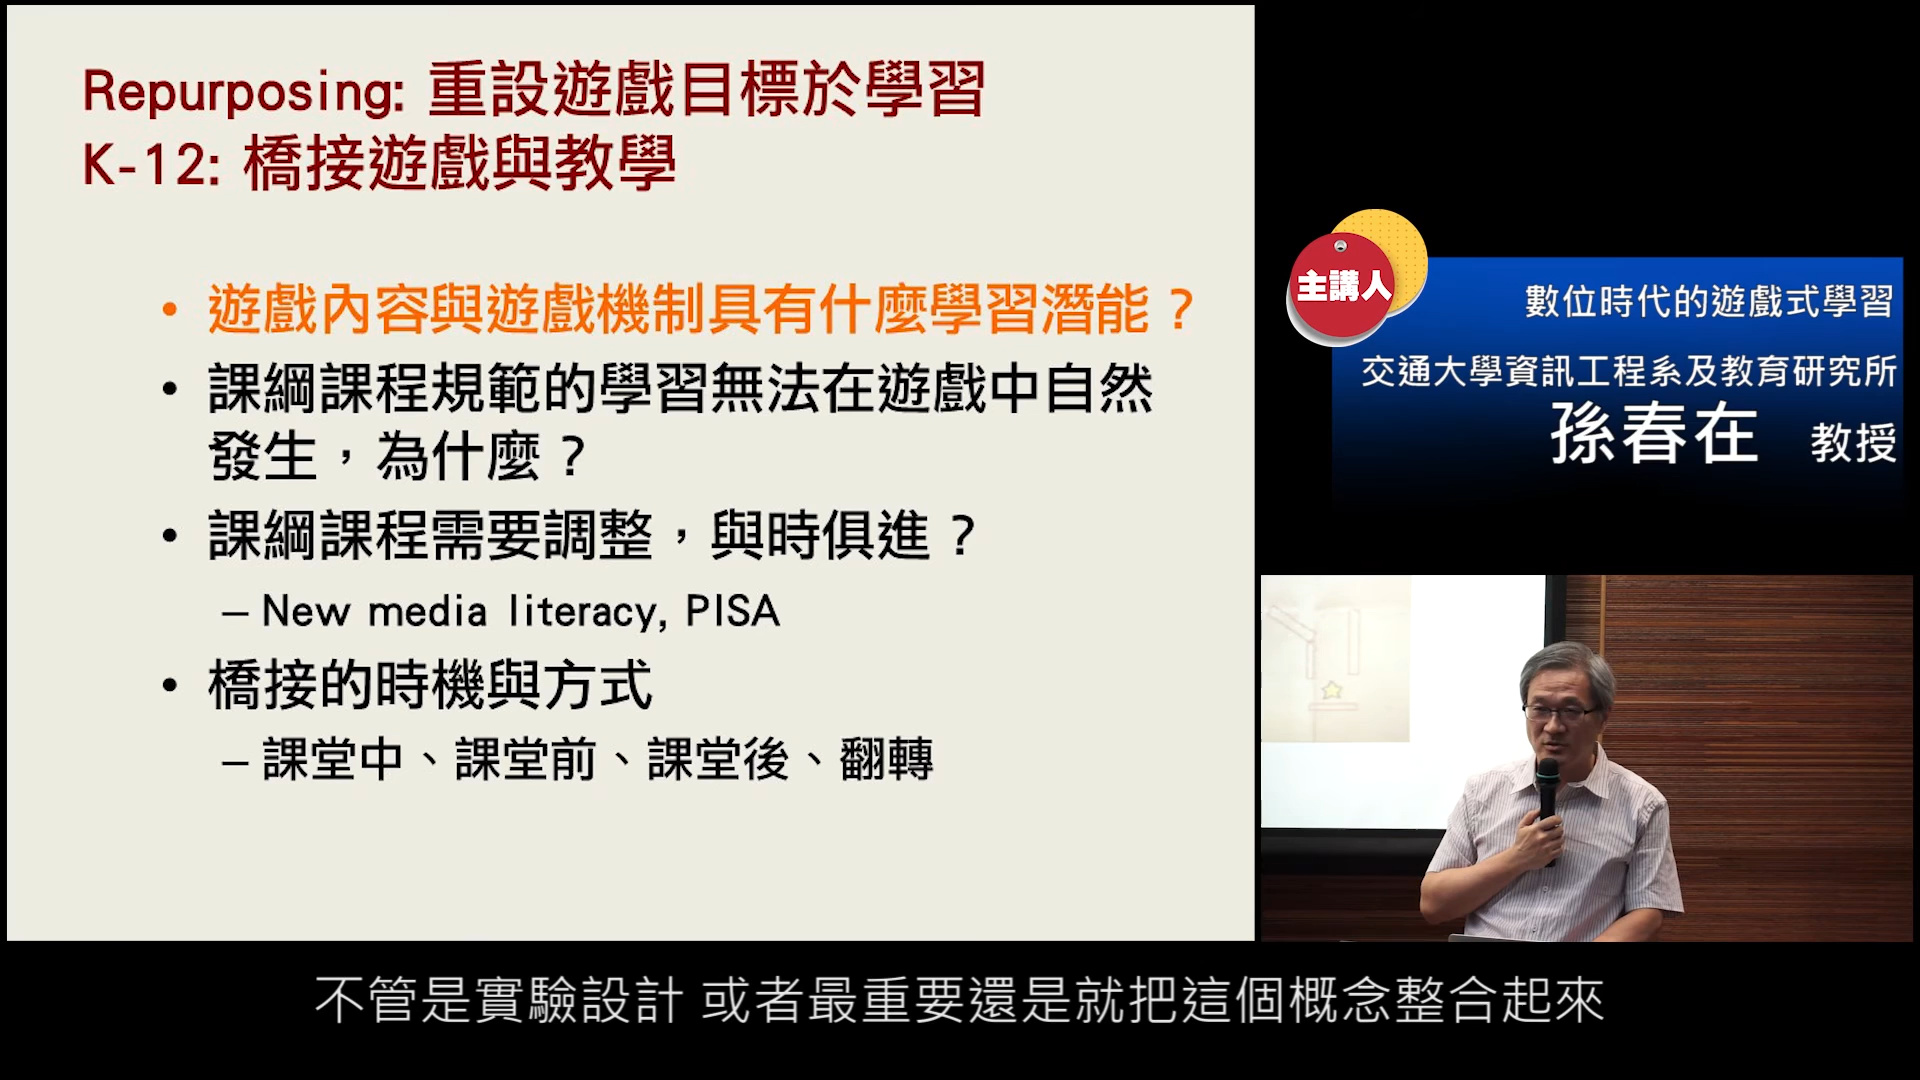 Repurposing: 重設遊戲目標於學習
K-12: 橋接遊戲與教學
• 遊戲內容與遊戲機制具有什麼學習潛能？
• 課綱課程規範的學習無法在遊戲中自然
發生，為什麼？
• 課綱課程需要調整，與時俱進？
– New media literacy, PISA
• 橋接的時機與方式
– 課堂中、課堂前、課堂後、翻轉
主講人
數位時代的遊戲式學習
交通大學資訊工程系及教育研究所
孫春在 教授
不管是實驗設計 或者最重要還是就把這個概念整合起來